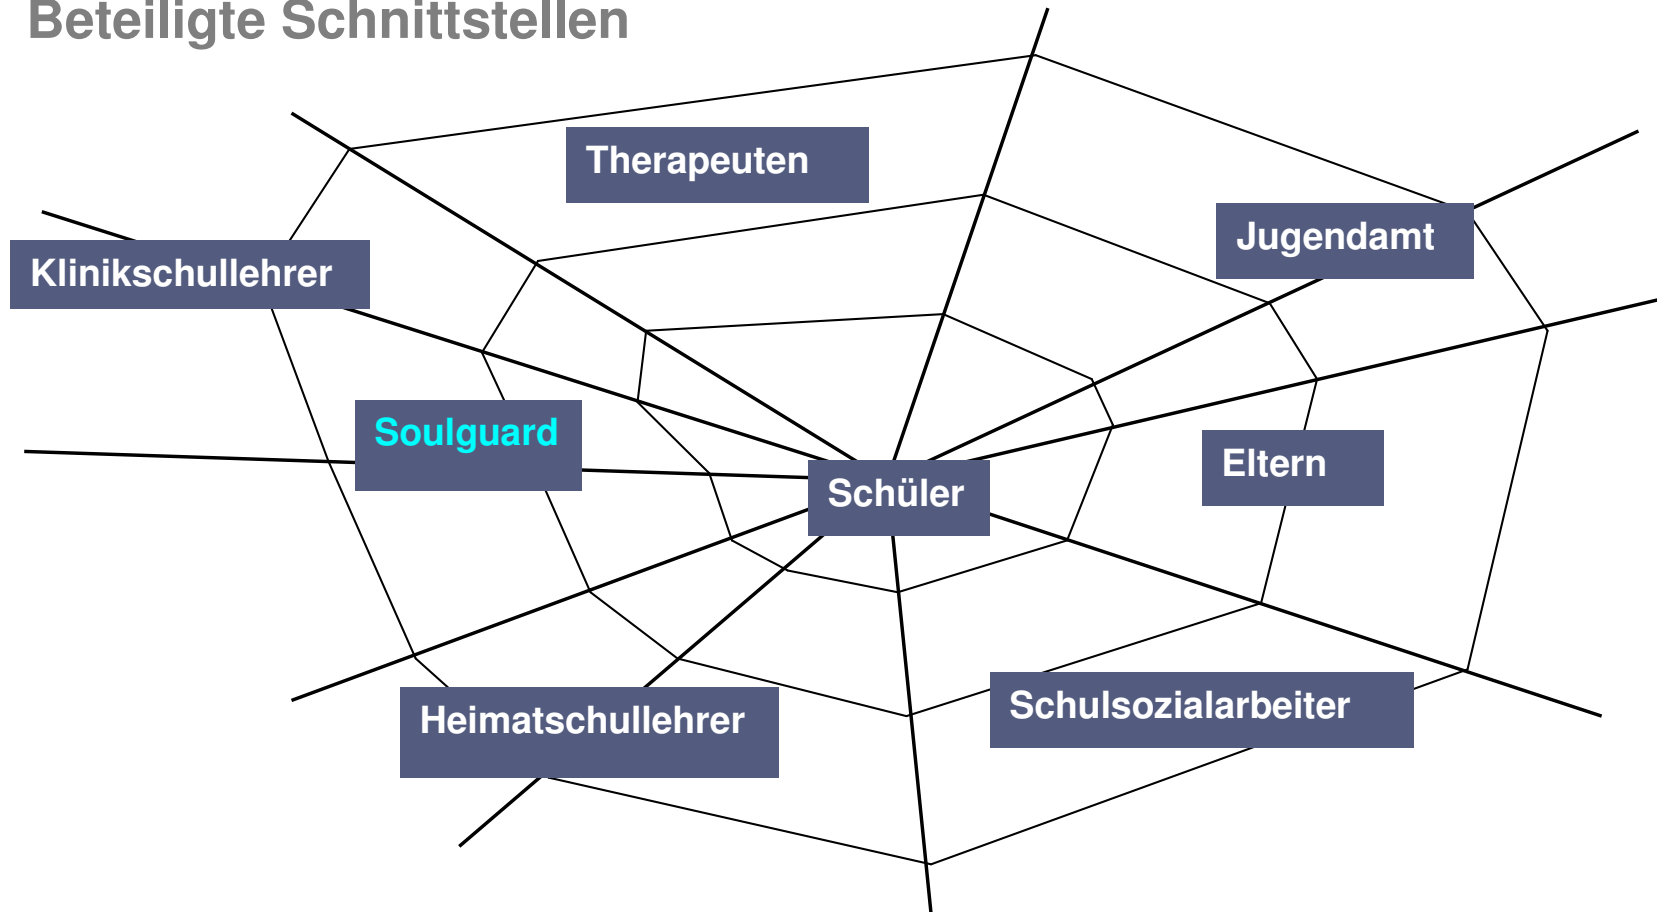 Beteiligte Schnittstellen
Therapeuten
Jugendamt
Klinikschullehrer
Soulguard
Eltern
Schüler
Schulsozialarbeiter
Heimatschullehrer